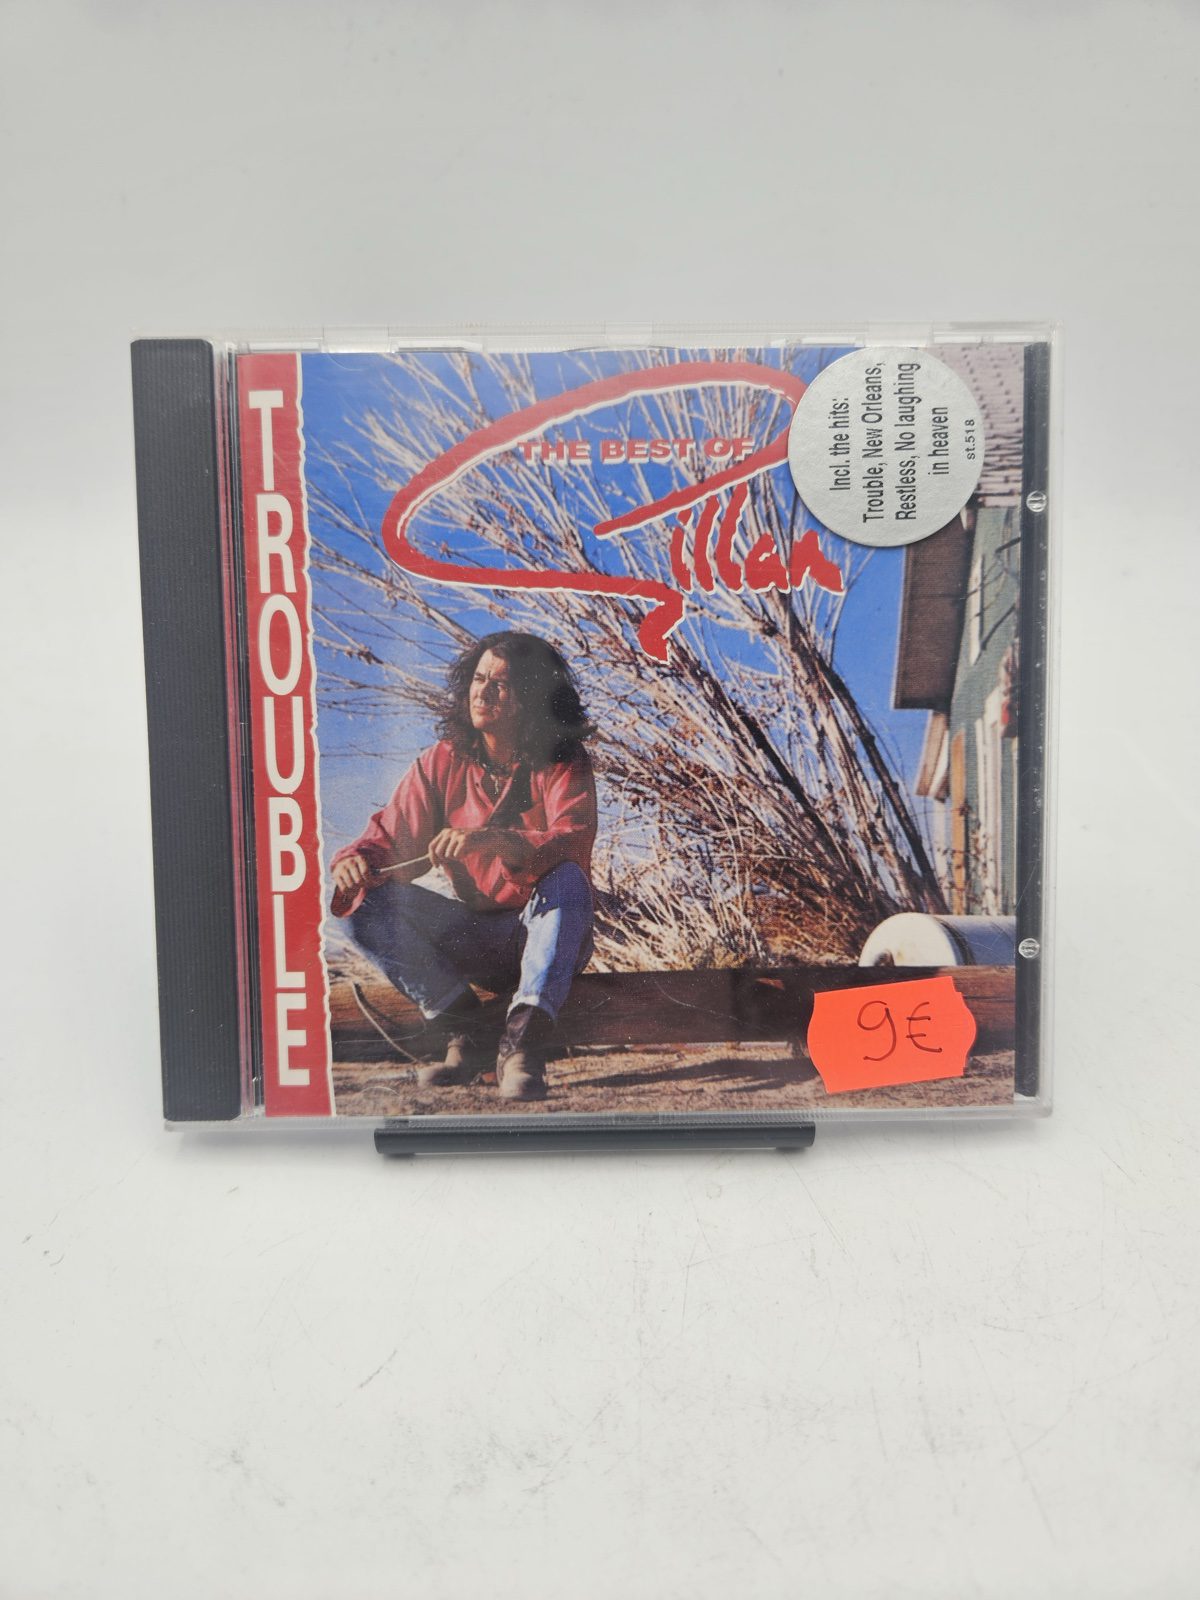 TROUBLE
THE BEST OF
Gillan
Incl. the hits:
Trouble, New Orleans,
Restless, No laughing
in heaven
st.518
9€